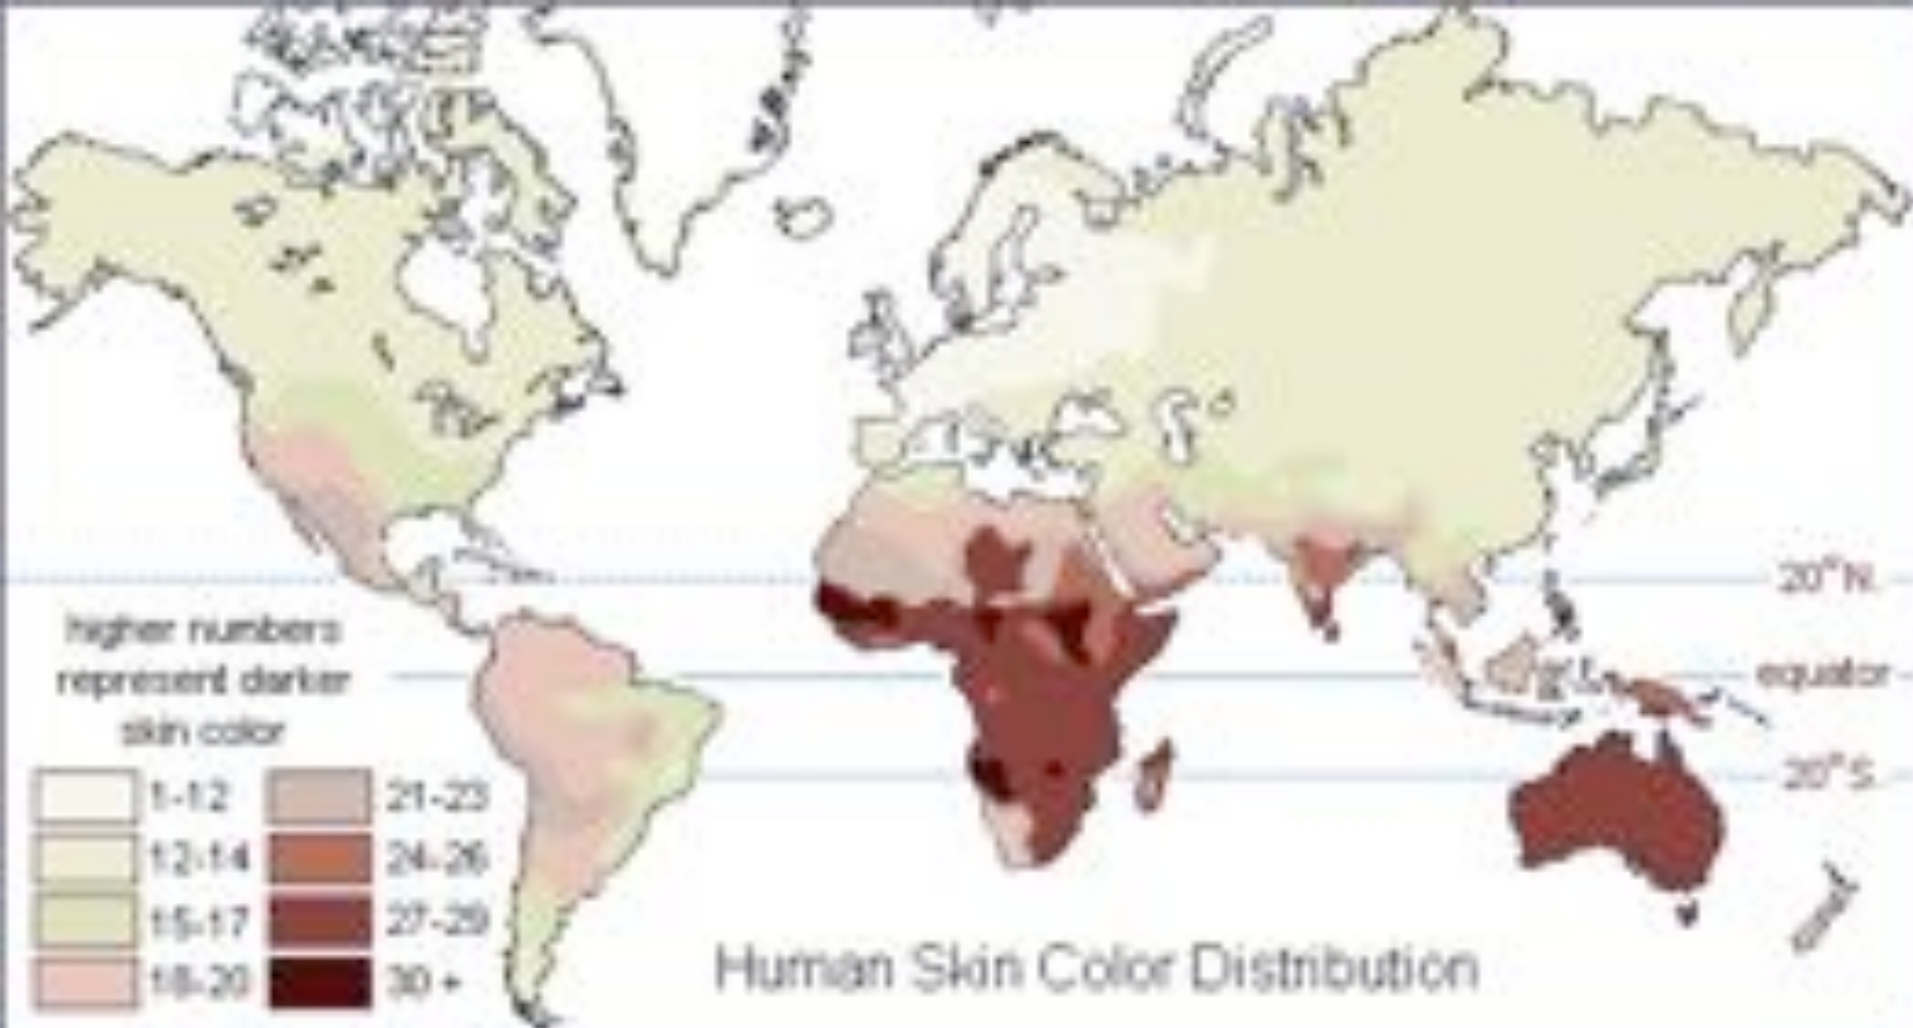 20°N.
higher numbers
represent darker
equator
skin color
20°S.
1-12
21-23
12-14
24-26
15-17
27-29
18-20
30 +
Human Skin Color Distribution